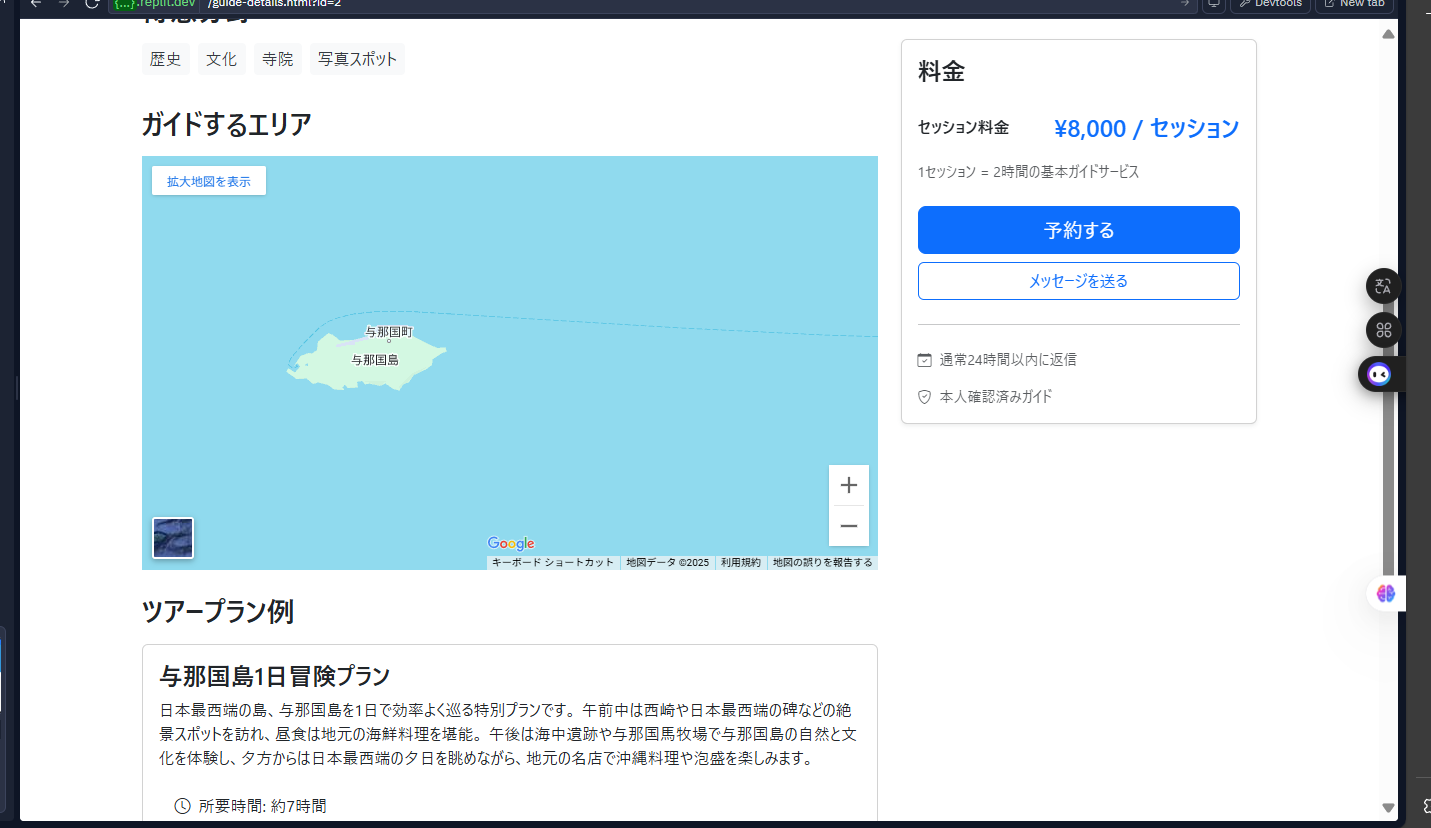 {...}.replit.dev /guide-details.html?id=2
Devtools
New tab
歴史 文化 寺院 写真スポット
ガイドするエリア
拡大地図を表示
与那国町
与那国島
Google
キーボード ショートカット 地図データ ©2025 利用規約 地図の誤りを報告する
ツアープラン例
与那国島1日冒険プラン
日本最西端の島、与那国島を1日で効率よく巡る特別プランです。午前中は西崎や日本最西端の碑などの絶
景スポットを訪れ、昼食は地元の海鮮料理を堪能。午後は海中遺跡や与那国馬牧場で与那国島の自然と文
化を体験し、夕方からは日本最西端の夕日を眺めながら、地元の名店で沖縄料理や泡盛を楽しみます。
所要時間: 約7時間
料金
セッション料金 ¥8,000 / セッション
1セッション = 2時間の基本ガイドサービス
予約する
メッセージを送る
通常24時間以内に返信
本人確認済みガイド